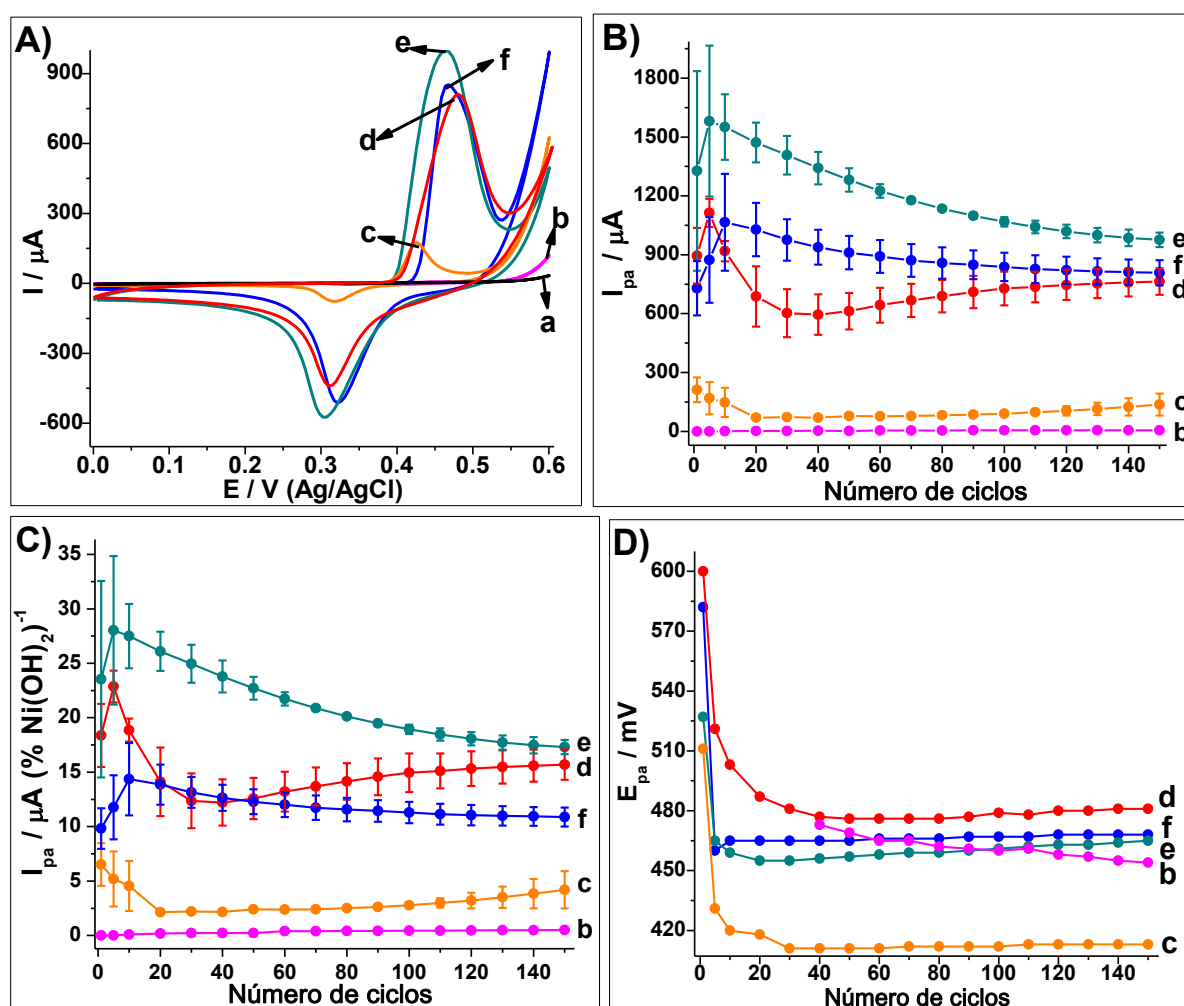 A)
e
f
d
c
b
a
900
600
300
0
-300
-600
I / µA
0.0 0.1 0.2 0.3 0.4 0.5 0.6
E / V (Ag/AgCl)
B)
1800
1500
1200
900
600
300
0
I_pa / µA
e
f
d
c
b
0 20 40 60 80 100 120 140
Número de ciclos
C)
35
30
25
20
15
10
5
0
I_pa / µA (% Ni(OH)_2)^-1
e
d
f
c
b
0 20 40 60 80 100 120 140
Número de ciclos
D)
600
570
540
510
480
450
420
E_pa / mV
d
f
e
b
c
0 20 40 60 80 100 120 140
Número de ciclos